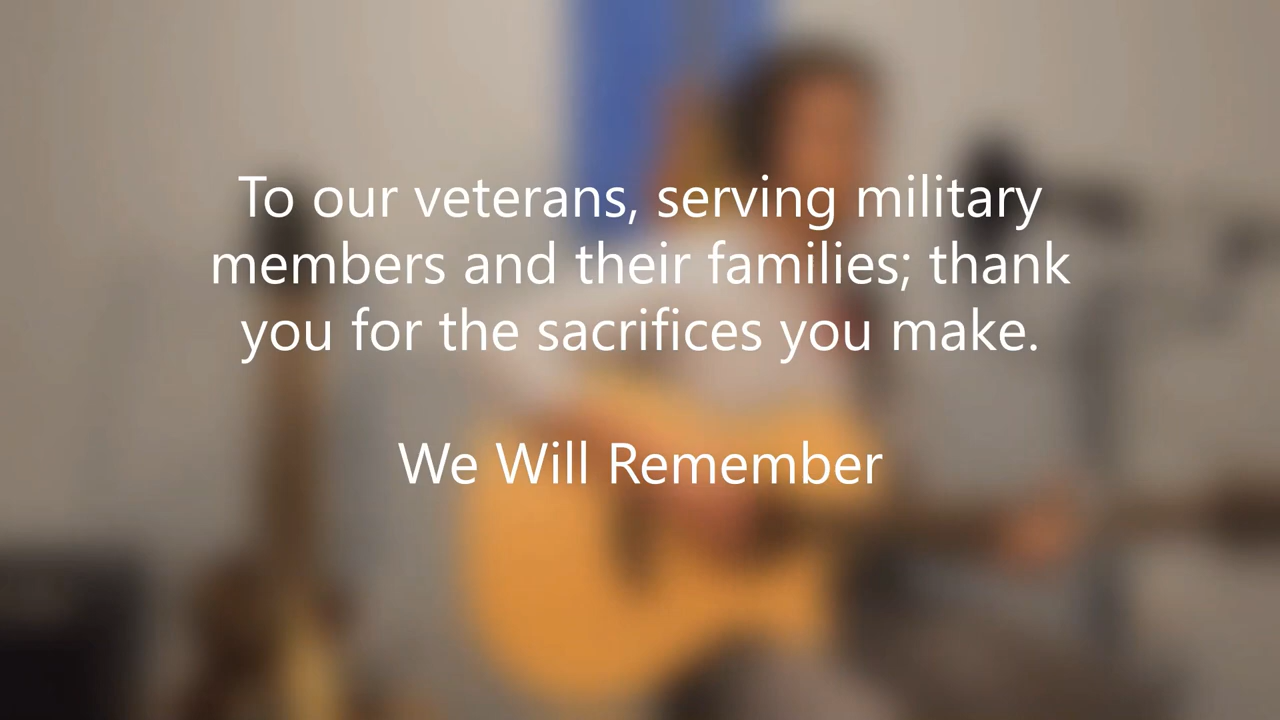 To our veterans, serving military
members and their families; thank
you for the sacrifices you make.
We Will Remember